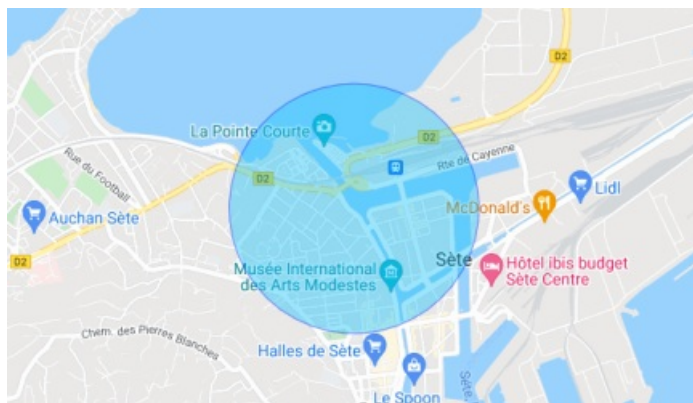 D2
La Pointe Courte
D2
Rte de Cayenne
Rue du Football
D2
Lidl
McDonald's
Auchan Sète
Sète
D2
Musée International
des Arts Modestes
Hôtel ibis budget
Sète Centre
Chem. des Pierres Blanches
Halles de Sète
Le Spoon
Sète,